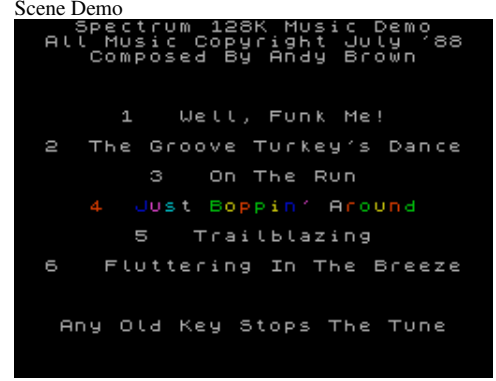 Scene Demo
Spectrum 128K Music Demo
All Music Copyright July '88
Composed By Andy Brown
1 Well, Funk Me!
2 The Groove Turkey's Dance
3 On The Run
4 Just Boppin' Around
5 Trailblazing
6 Fluttering In The Breeze
Any Old Key Stops The Tune